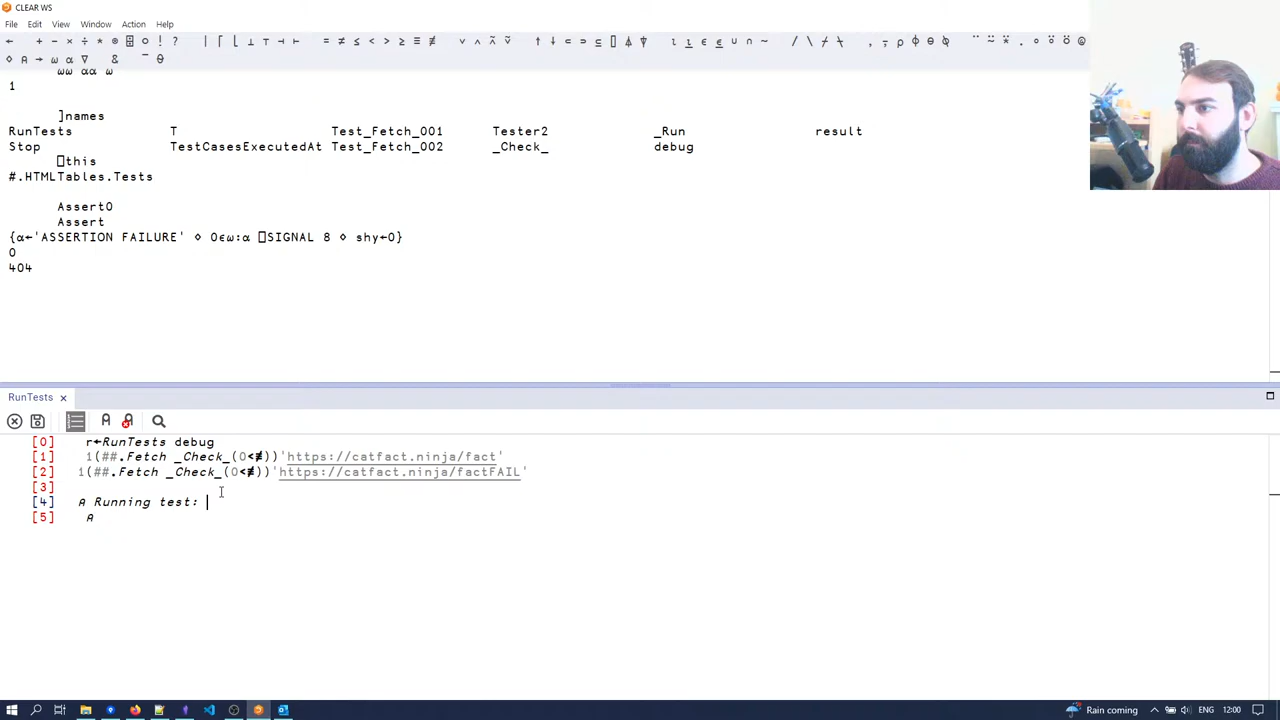 CLEAR WS
File Edit View Window Action Help
← + - × ÷ * ⍟ ⌹ ○ ! ? | ⌈ ⌊ ⊥ ⊤ ⊣ ⊢ = ≠ ≤ < > ≥ ≡ ≢ ∨ ∧ ⍲ ⍱ ↑ ↓ ⊂ ⊃ ⊆ ⌷ ⍋ ⍒ ⍳ ⍸ ∊ ⍷ ∪ ∩ ~ / \ ⌿ ⍀ , ⍪ ⍴ ⌽ ⊖ ⍉ ¨ ⍨ ⍣ . ∘ ⍤ ⍥ @
⋄ ⍝ → ⍵ ⍺ ∇ & ¯ ⍬
⍵⍵ ⍺⍺ ⍵
1
]names
RunTests T Test_Fetch_001 Tester2 _Run result
Stop TestCasesExecutedAt Test_Fetch_002 _Check_ debug
⎕this
#.HTMLTables.Tests
Assert0
Assert
{⍺←'ASSERTION FAILURE' ⋄ 0∊⍵:⍺ ⎕SIGNAL 8 ⋄ shy←0}
0
404
RunTests
[0] r←RunTests debug
[1] 1(##.Fetch _Check_(0<≢))'https://catfact.ninja/fact'
[2] 1(##.Fetch _Check_(0<≢))'https://catfact.ninja/factFAIL'
[3]
[4] ⍝ Running test:
[5] ⍝
Rain coming ENG 12:00